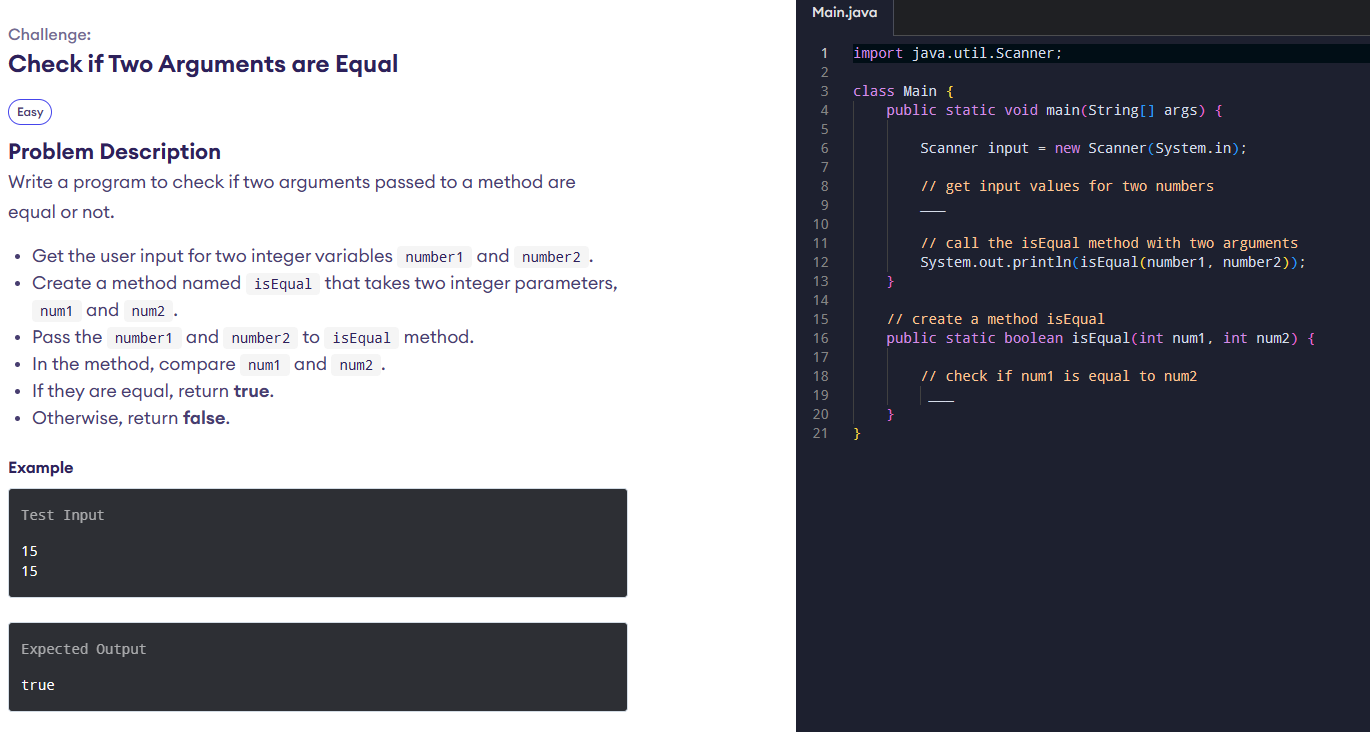 Challenge:
Check if Two Arguments are Equal
Easy
Problem Description
Write a program to check if two arguments passed to a method are
equal or not.
• Get the user input for two integer variables number1 and number2 .
• Create a method named isEqual that takes two integer parameters,
num1 and num2 .
• Pass the number1 and number2 to isEqual method.
• In the method, compare num1 and num2 .
• If they are equal, return true.
• Otherwise, return false.
Example
Test Input
15
15
Expected Output
true
Main.java
1 import java.util.Scanner;
2
3 class Main {
4 public static void main(String[] args) {
5
6 Scanner input = new Scanner(System.in);
7
8 // get input values for two numbers
9 ___
10
11 // call the isEqual method with two arguments
12 System.out.println(isEqual(number1, number2));
13 }
14
15 // create a method isEqual
16 public static boolean isEqual(int num1, int num2) {
17
18 // check if num1 is equal to num2
19 ___
20 }
21 }